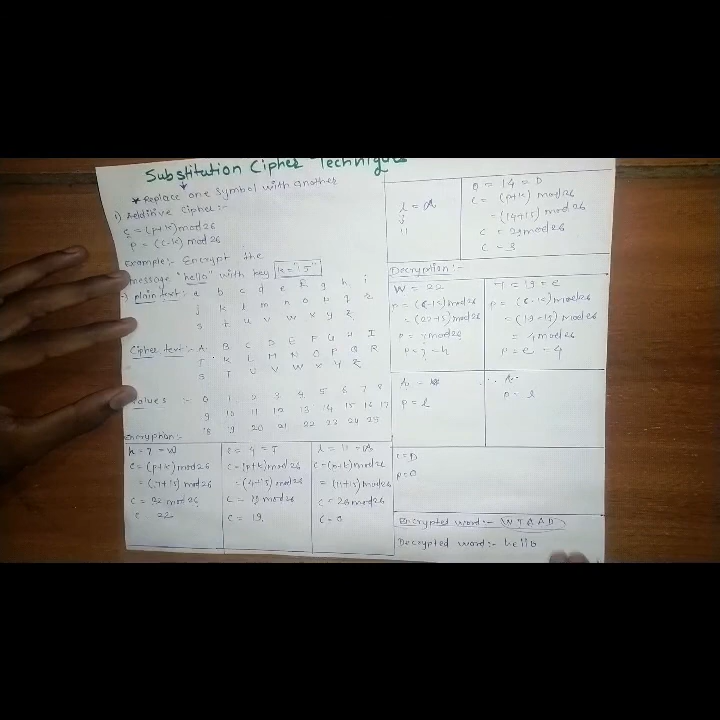 Substitution Cipher Technique
* Replace one symbol with another
1) Additive Cipher:-
C = (P+K) mod 26
P = (C-K) mod 26
Example:- Encrypt the
message "hello" with key K="15"
plain text:- a b c d e f g h i
j k l m n o p q r
s t u v w x y z
Cipher text:- A B C D E F G H I
J K L M N O P Q R
S T U V W X Y Z
Values :- 0 1 2 3 4 5 6 7 8
9 10 11 12 13 14 15 16 17
18 19 20 21 22 23 24 25
Encryption:-
h = 7 = W
C = (P+K) mod 26
= (7+15) mod 26
C = 22 mod 26
C 22
e = 4 = T
C = (P+K) mod 26
= (4+15) mod 26
C = 19 mod 26
C = 19
l = 11 = A
C = (P+K) mod 26
= (11+15) mod 26
C = 26 mod 26
C = 0
l = A
O = 14 = D
C = (P+K) mod 26
= (14+15) mod 26
C = 29 mod 26
C = 3
Decryption:-
W = 22
P = (C-15) mod 26
= (22-15) mod 26
P = 7 mod 26
P = 7 = h
T = 19 = e
P = (C-15) mod 26
= (19-15) mod 26
= 4 mod 26
P = e = 4
P = l
A
P = l
= D
P = O
Encrypted word:- (WTAAD)
Decrypted word:- hello